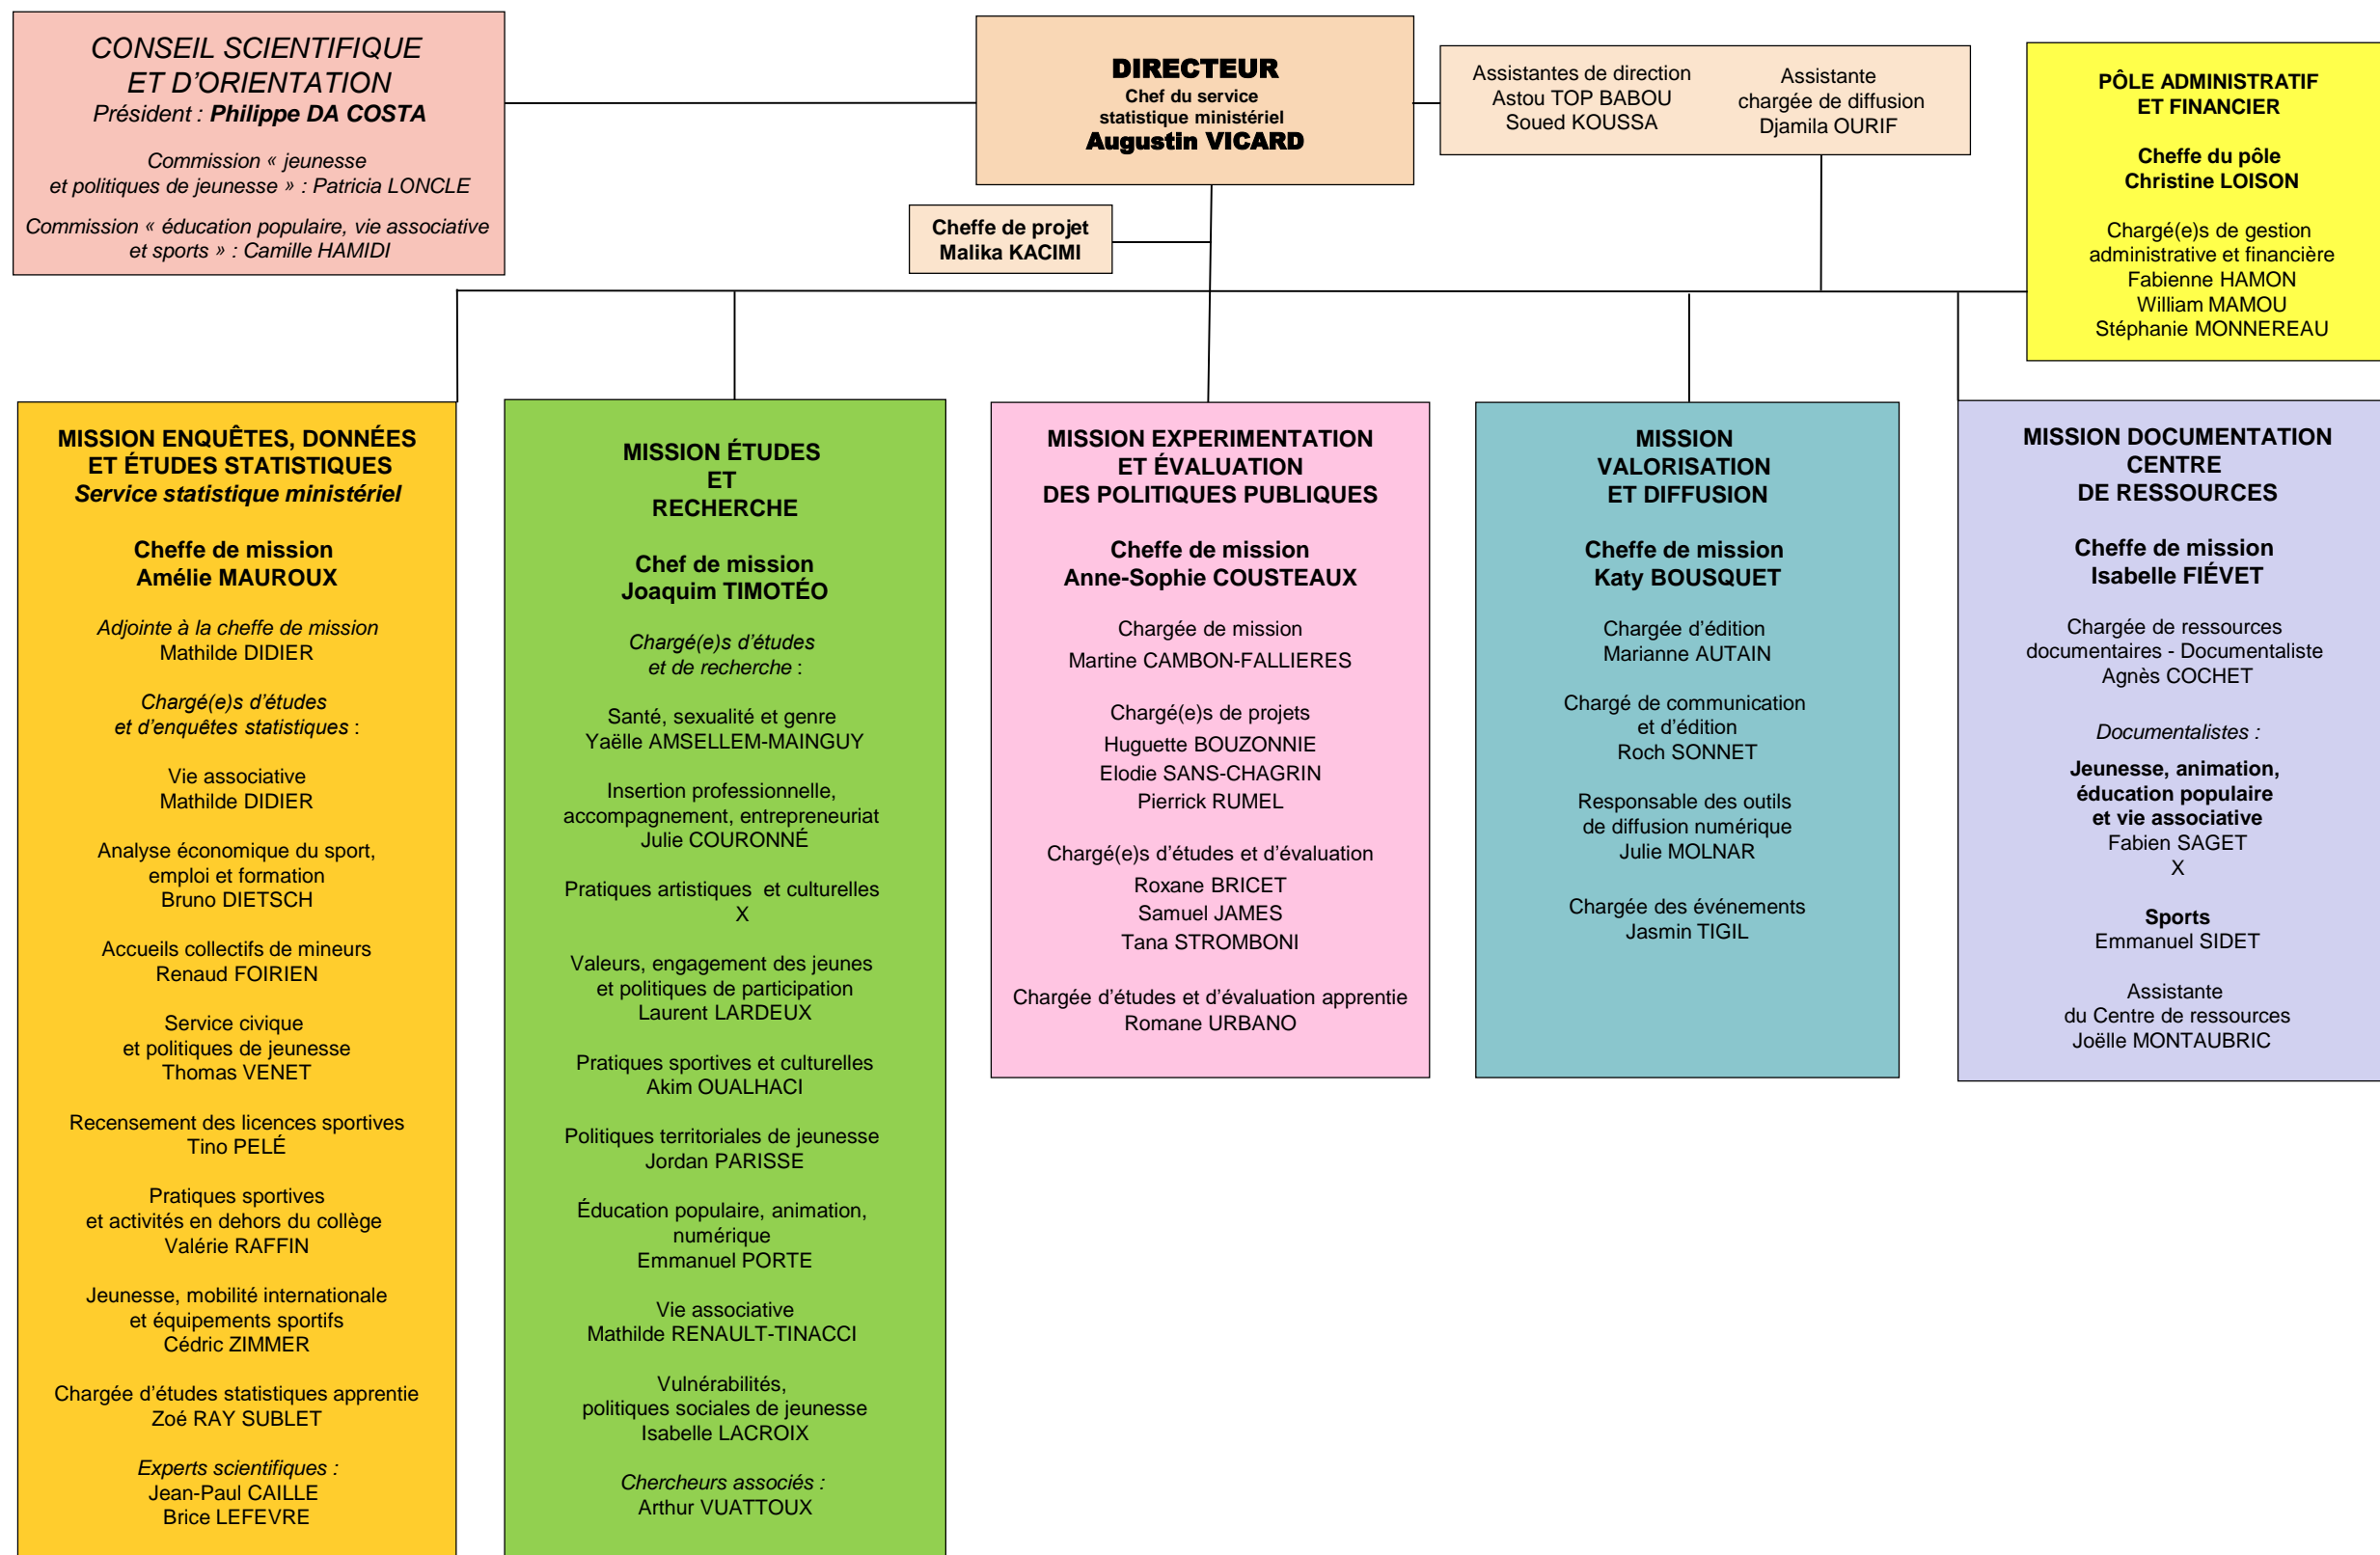 CONSEIL SCIENTIFIQUE
ET D'ORIENTATION
Président : Philippe DA COSTA
Commission « jeunesse
et politiques de jeunesse » : Patricia LONCLE
Commission « éducation populaire, vie associative
et sports » : Camille HAMIDI
DIRECTEUR
Chef du service
statistique ministériel
Augustin VICARD
Assistantes de direction
Astou TOP BABOU
Soued KOUSSA
Assistante
chargée de diffusion
Djamila OURIF
PÔLE ADMINISTRATIF
ET FINANCIER
Cheffe du pôle
Christine LOISON
Chargé(e)s de gestion
administrative et financière
Fabienne HAMON
William MAMOU
Stéphanie MONNEREAU
Cheffe de projet
Malika KACIMI
MISSION ENQUÊTES, DONNÉES
ET ÉTUDES STATISTIQUES
Service statistique ministériel
Cheffe de mission
Amélie MAUROUX
Adjointe à la cheffe de mission
Mathilde DIDIER
Chargé(e)s d'études
et d'enquêtes statistiques :
Vie associative
Mathilde DIDIER
Analyse économique du sport,
emploi et formation
Bruno DIETSCH
Accueils collectifs de mineurs
Renaud FOIRIEN
Service civique
et politiques de jeunesse
Thomas VENET
Recensement des licences sportives
Tino PELÉ
Pratiques sportives
et activités en dehors du collège
Valérie RAFFIN
Jeunesse, mobilité internationale
et équipements sportifs
Cédric ZIMMER
Chargée d'études statistiques apprentie
Zoé RAY SUBLET
Experts scientifiques :
Jean-Paul CAILLE
Brice LEFEVRE
MISSION ÉTUDES
ET
RECHERCHE
Chef de mission
Joaquim TIMOTÉO
Chargé(e)s d'études
et de recherche :
Santé, sexualité et genre
Yaëlle AMSELLEM-MAINGUY
Insertion professionnelle,
accompagnement, entrepreneuriat
Julie COURONNÉ
Pratiques artistiques et culturelles
X
Valeurs, engagement des jeunes
et politiques de participation
Laurent LARDEUX
Pratiques sportives et culturelles
Akim OUALHACI
Politiques territoriales de jeunesse
Jordan PARISSE
Éducation populaire, animation,
numérique
Emmanuel PORTE
Vie associative
Mathilde RENAULT-TINACCI
Vulnérabilités,
politiques sociales de jeunesse
Isabelle LACROIX
Chercheurs associés :
Arthur VUATTOUX
MISSION EXPERIMENTATION
ET ÉVALUATION
DES POLITIQUES PUBLIQUES
Cheffe de mission
Anne-Sophie COUSTEAUX
Chargée de mission
Martine CAMBON-FALLIERES
Chargé(e)s de projets
Huguette BOUZONNIE
Elodie SANS-CHAGRIN
Pierrick RUMEL
Chargé(e)s d'études et d'évaluation
Roxane BRICET
Samuel JAMES
Tana STROMBONI
Chargée d'études et d'évaluation apprentie
Romane URBANO
MISSION
VALORISATION
ET DIFFUSION
Cheffe de mission
Katy BOUSQUET
Chargée d'édition
Marianne AUTAIN
Chargé de communication
et d'édition
Roch SONNET
Responsable des outils
de diffusion numérique
Julie MOLNAR
Chargée des événements
Jasmin TIGIL
MISSION DOCUMENTATION
CENTRE
DE RESSOURCES
Cheffe de mission
Isabelle FIÉVET
Chargée de ressources
documentaires - Documentaliste
Agnès COCHET
Documentalistes :
Jeunesse, animation,
éducation populaire
et vie associative
Fabien SAGET
X
Sports
Emmanuel SIDET
Assistante
du Centre de ressources
Joëlle MONTAUBRIC